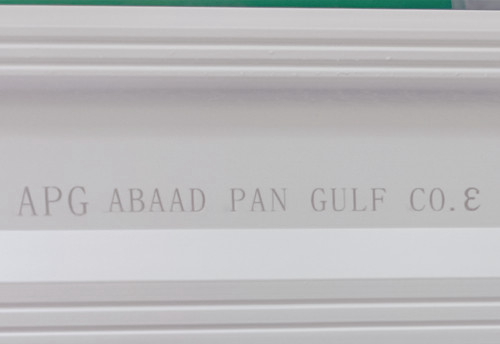 APG ABAAD PAN GULF CO. ε